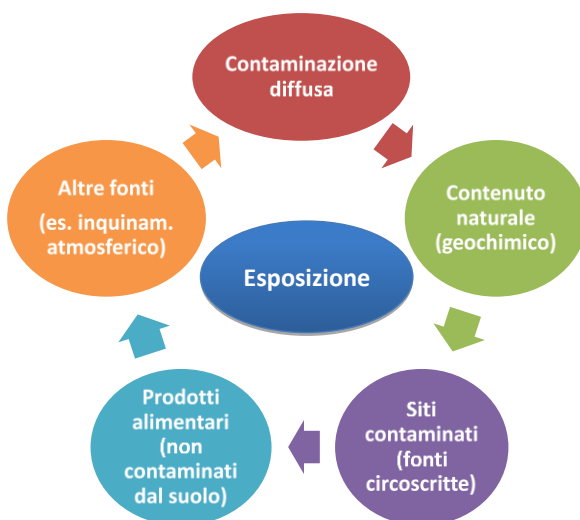 Contaminazione
diffusa
Contenuto
naturale
(geochimico)
Siti
contaminati
(fonti
circoscritte)
Prodotti
alimentari
(non
contaminati
dal suolo)
Altre fonti
(es. inquinam.
atmosferico)
Esposizione